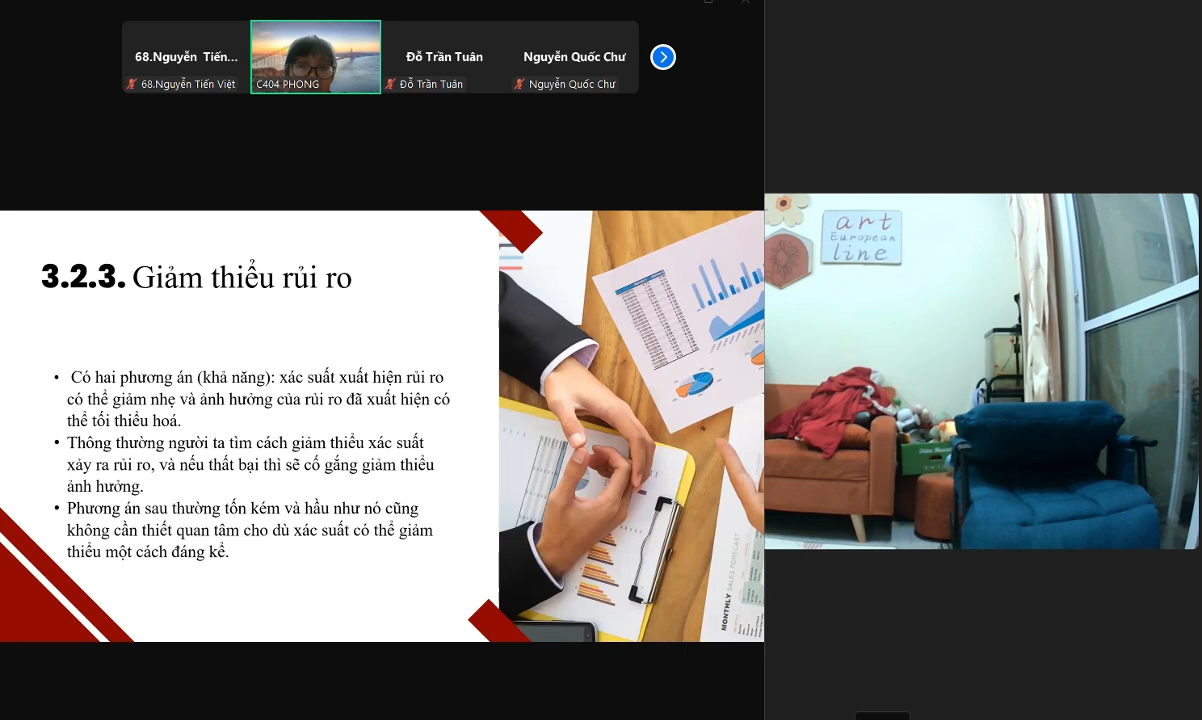 68.Nguyễn Tiến...
Đỗ Trần Tuân
Nguyễn Quốc Chư
68.Nguyễn Tiến Việt
C404 PHONG
Đỗ Trần Tuân
Nguyễn Quốc Chư
3.2.3. Giảm thiểu rủi ro
• Có hai phương án (khả năng): xác suất xuất hiện rủi ro
có thể giảm nhẹ và ảnh hưởng của rủi ro đã xuất hiện có
thể tối thiều hoá.
• Thông thường người ta tìm cách giảm thiểu xác suất
xảy ra rủi ro, và nếu thất bại thì sẽ cố gắng giảm thiểu
ảnh hưởng.
• Phương án sau thường tốn kém và hầu như nó cũng
không cần thiết quan tâm cho dù xác suất có thể giảm
thiểu một cách đáng kể.
MONTHLY SALES FORECAST
art
European
line